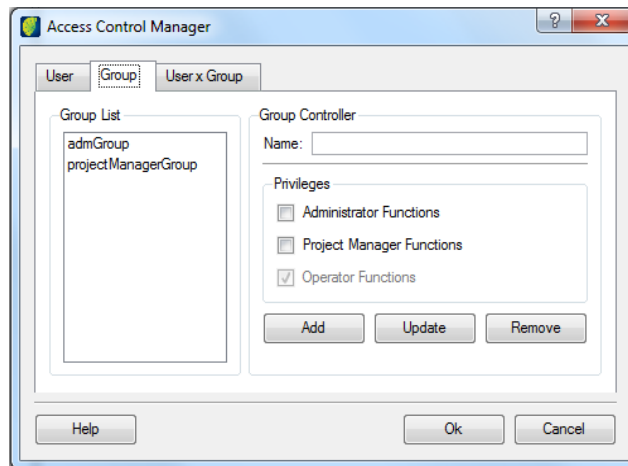 Access Control Manager
? X
User Group User x Group
Group List
admGroup
projectManagerGroup
Group Controller
Name:
Privileges
Administrator Functions
Project Manager Functions
Operator Functions
Add Update Remove
Help Ok Cancel